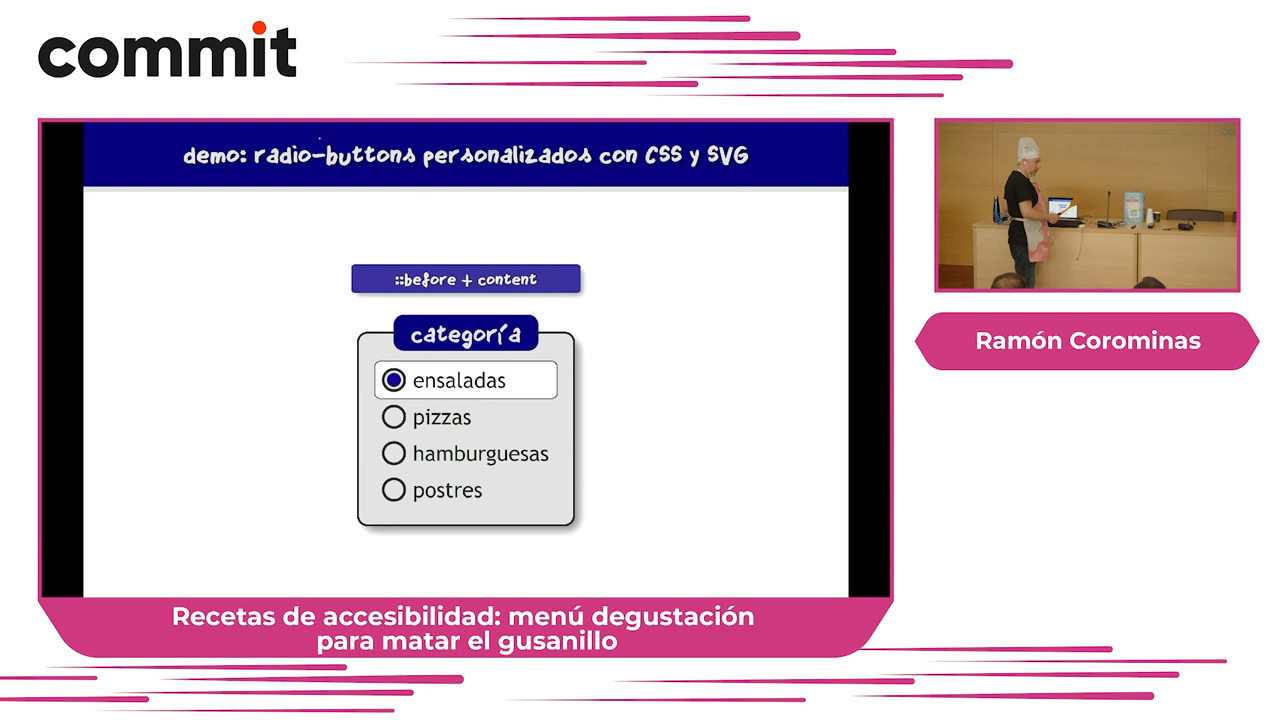 commit
demo: radio-buttons personalizados con CSS y SVG
::before + content
categoría
ensaladas
pizzas
hamburguesas
postres
Ramón Corominas
Recetas de accesibilidad: menú degustación
para matar el gusanillo